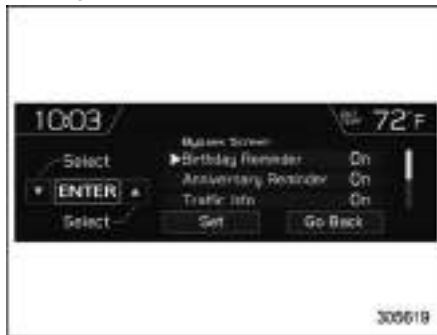 10:03
72°F
Bypass Screen
Select
Birthday Reminder On
ENTER
Anniversary Reminder On
Traffic Info On
Select
Set Go Back
305619